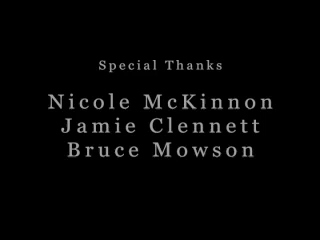 Special Thanks
Nicole McKinnon
Jamie Clennett
Bruce Mowson